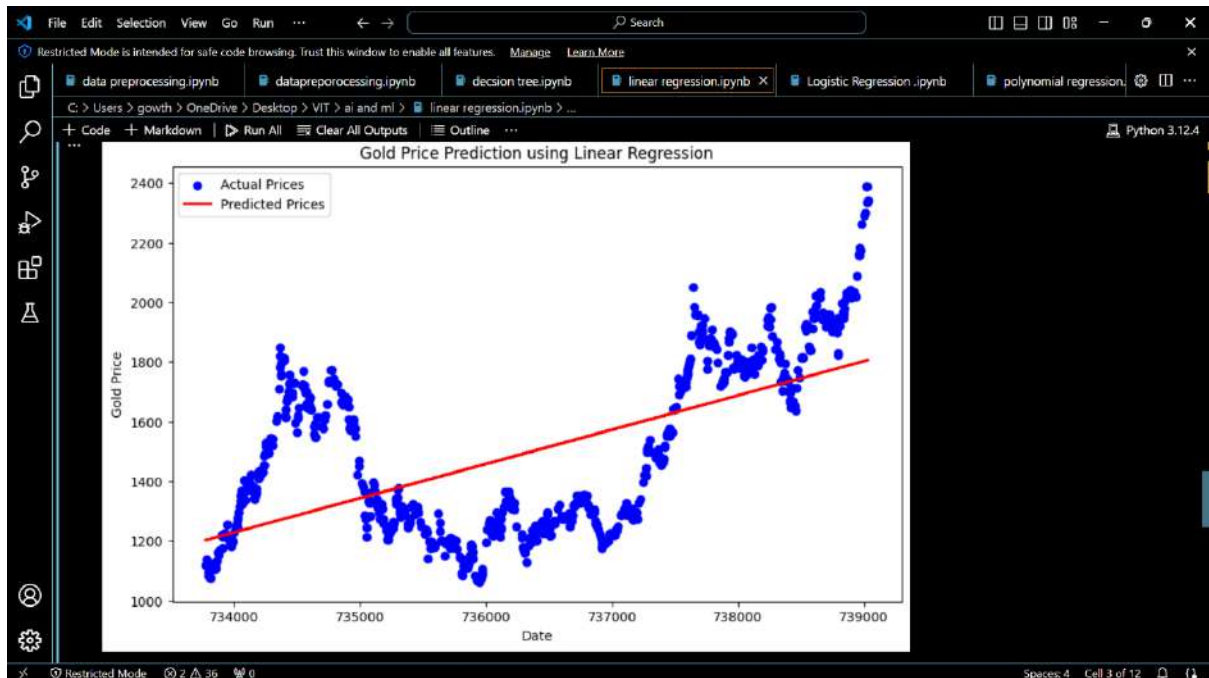 File Edit Selection View Go Run ··· ← → Search
Restricted Mode is intended for safe code browsing. Trust this window to enable all features. Manage Learn More
data preprocessing.ipynb datapreporocessing.ipynb decsion tree.ipynb linear regression.ipynb Logistic Regression .ipynb polynomial regression. ···
C: > Users > gowth > OneDrive > Desktop > VIT > ai and ml > linear regression.ipynb > ...
+ Code + Markdown | Run All Clear All Outputs | Outline ··· Python 3.12.4
...
Gold Price Prediction using Linear Regression
Actual Prices
Predicted Prices
Gold Price
2400
2200
2000
1800
1600
1400
1200
1000
734000 735000 736000 737000 738000 739000
Date
Restricted Mode 2 36 0 Spaces: 4 Cell 3 of 12